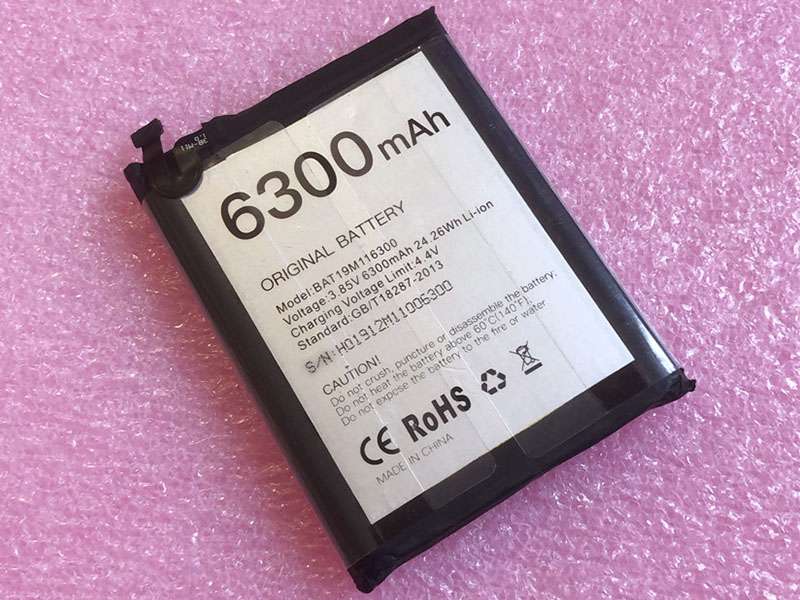 6300mAh
ORIGINAL BATTERY
Model:BAT19M116300
Voltage:3.85V 6300mAh 24.26Wh Li-ion
Charging Voltage Limit:4.4V
Standard:GB/T18287-2013
S/N:H01912M11006300
CAUTION!
Do not crush, puncture or disassemble the battery;
Do not heat the battery above 60°C(140°F);
Do not expose the battery to the fire or water
CE RoHS
MADE IN CHINA